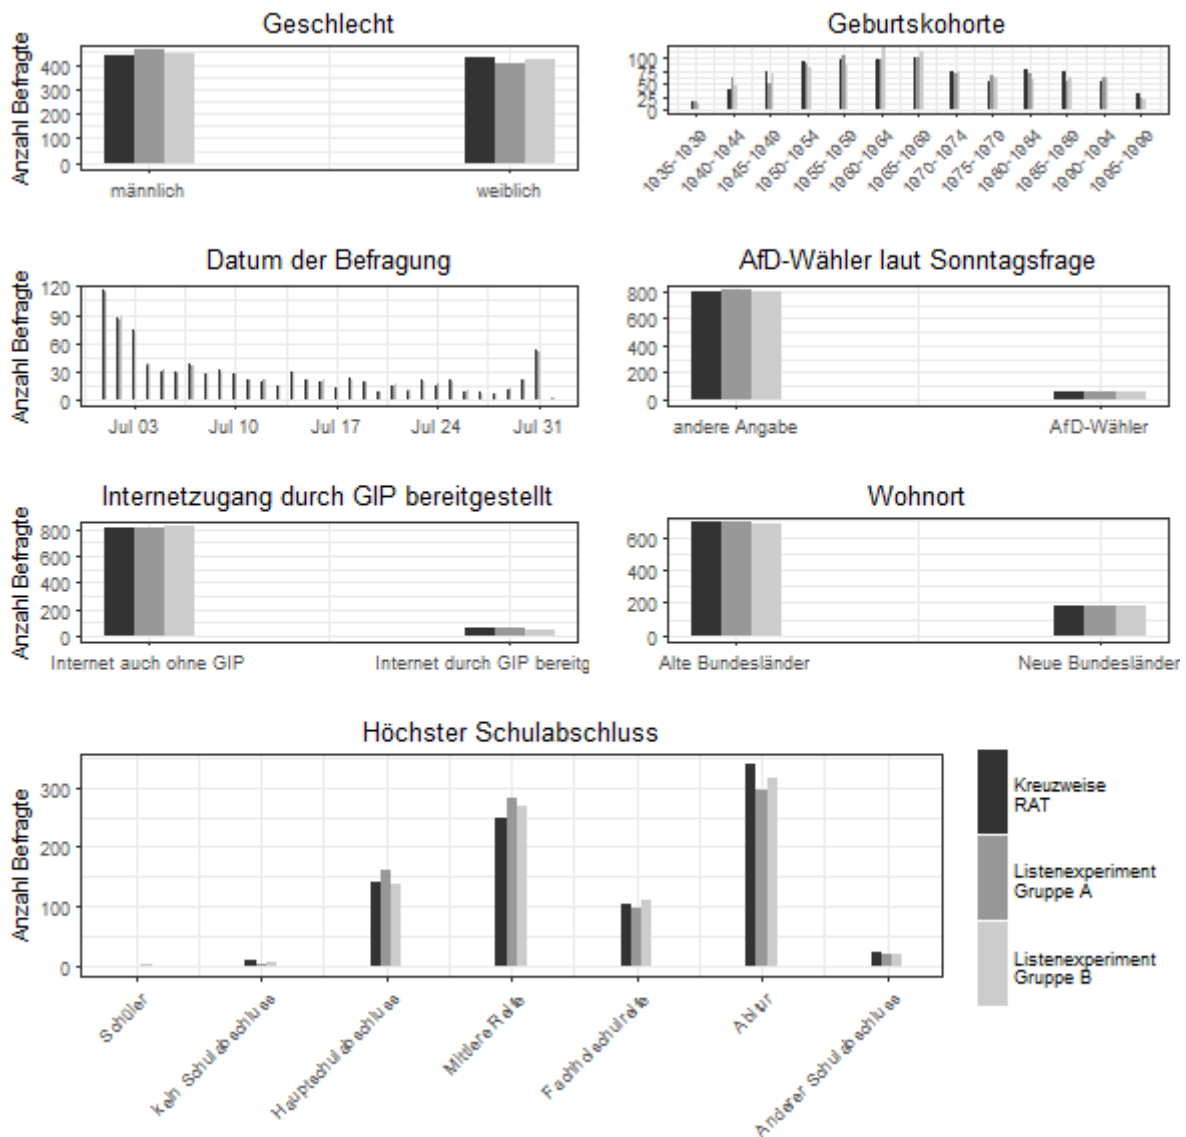 Geschlecht
Anzahl Befragte
400
300
200
100
0
männlich
weiblich
Geburtskohorte
100
75
50
25
0
1935-1939
1940-1944
1945-1949
1950-1954
1955-1959
1960-1964
1965-1969
1970-1974
1975-1979
1980-1984
1985-1989
1990-1994
1995-1999
Datum der Befragung
Anzahl Befragte
120
90
60
30
0
Jul 03
Jul 10
Jul 17
Jul 24
Jul 31
AfD-Wähler laut Sonntagsfrage
800
600
400
200
0
andere Angabe
AfD-Wähler
Internetzugang durch GIP bereitgestellt
Anzahl Befragte
800
600
400
200
0
Internet auch ohne GIP
Internet durch GIP bereitg
Wohnort
600
400
200
0
Alte Bundesländer
Neue Bundesländer
Höchster Schulabschluss
Anzahl Befragte
300
200
100
0
Schüler
kein Schulabschluss
Hauptschulabschluss
Mittlere Reife
Fachhochschulreife
Abitur
Anderer Schulabschluss
Kreuzweise
RAT
Listenexperiment
Gruppe A
Listenexperiment
Gruppe B